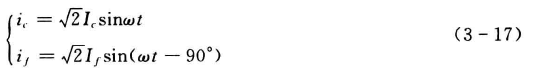 i_c = √2 I_c sinωt
i_f = √2 I_f sin(ωt − 90°) (3 - 17)